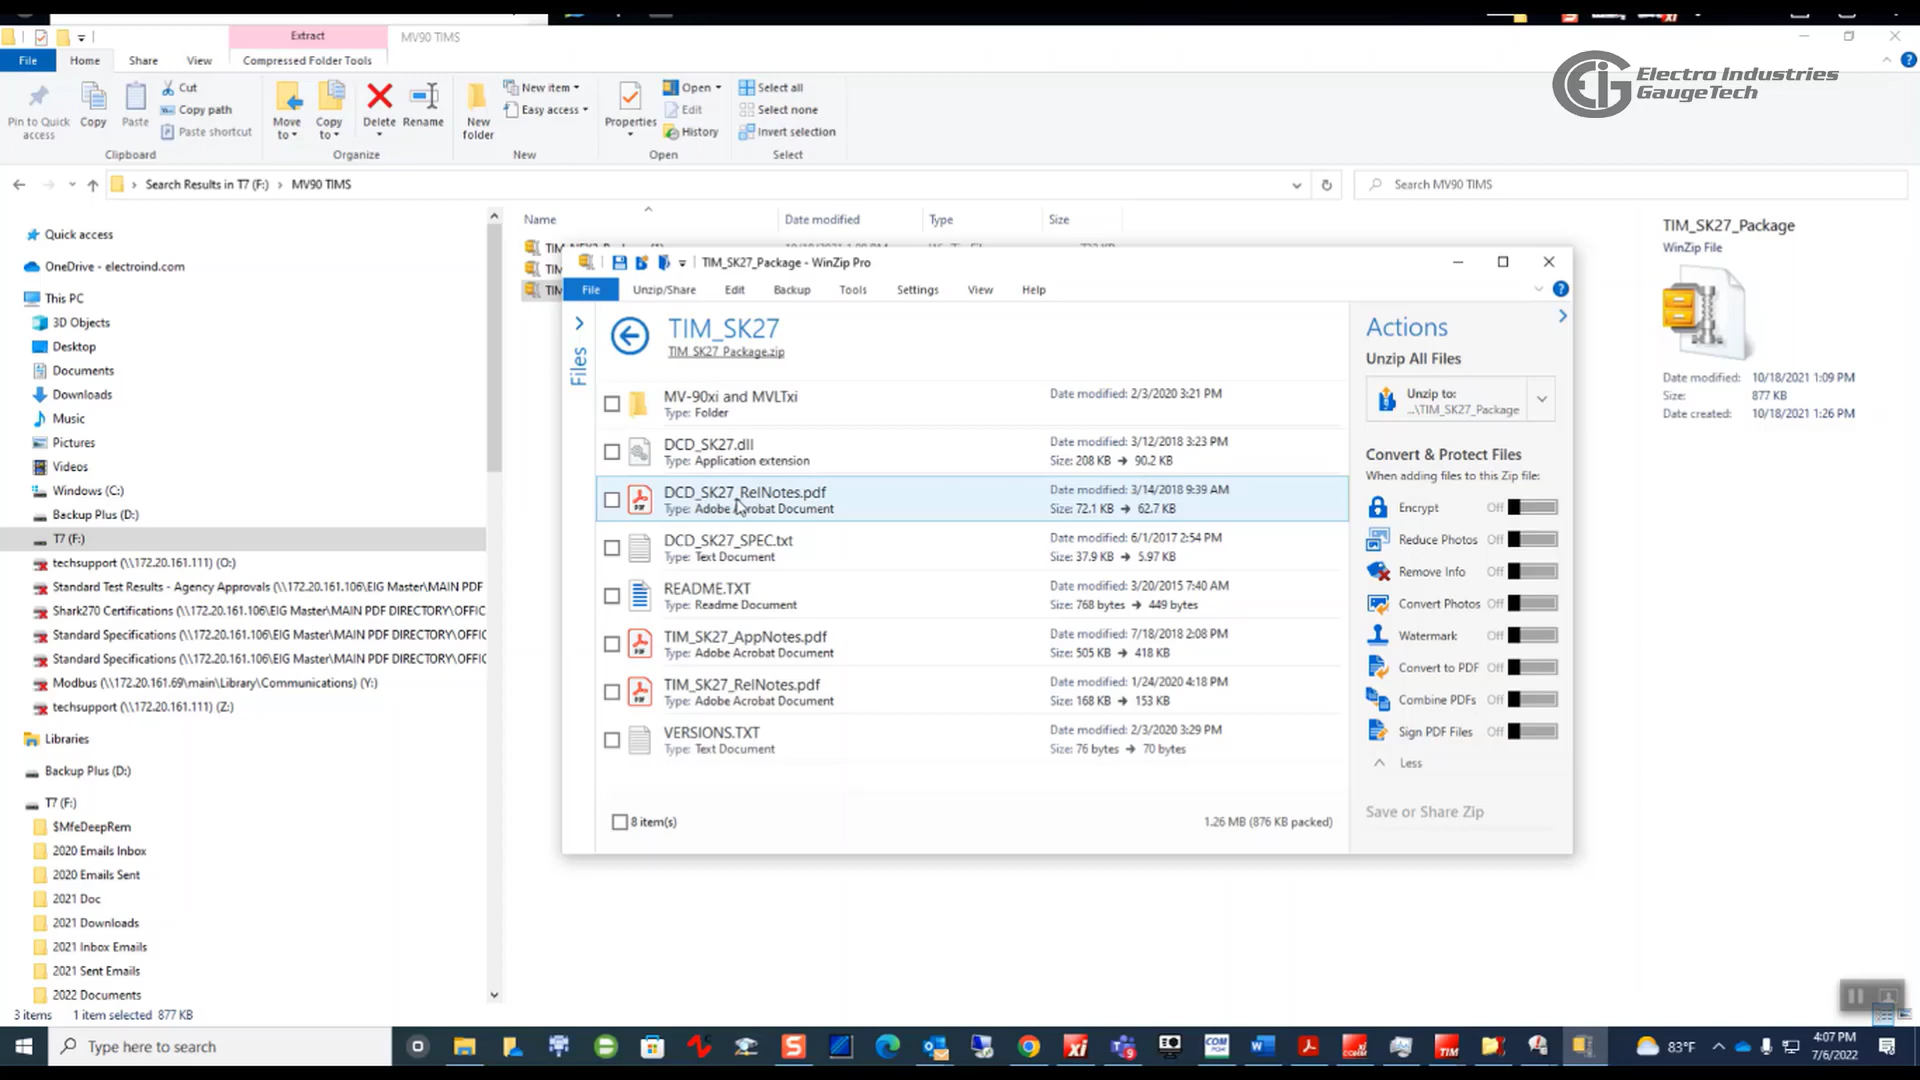 Extract
MV90 TIMS
File
Home
Share
View
Compressed Folder Tools
Electro Industries
GaugeTech
Pin to Quick
access
Copy
Paste
Cut
Copy path
Paste shortcut
Move
to
Copy
to
Delete
Rename
New
folder
New item
Easy access
Properties
Open
Edit
History
Select all
Select none
Invert selection
Clipboard
Organize
New
Open
Select
Search Results in T7 (F:) > MV90 TIMS
Search MV90 TIMS
Quick access
OneDrive - electroind.com
This PC
3D Objects
Desktop
Documents
Downloads
Music
Pictures
Videos
Windows (C:)
Backup Plus (D:)
T7 (F:)
techsupport (\\172.20.161.111) (O:)
Standard Test Results - Agency Approvals (\\172.20.161.106\EIG Master\MAIN PDF
Shark270 Certifications (\\172.20.161.106\EIG Master\MAIN PDF DIRECTORY\OFFIC
Standard Specifications (\\172.20.161.106\EIG Master\MAIN PDF DIRECTORY\OFFIC
Standard Specifications (\\172.20.161.106\EIG Master\MAIN PDF DIRECTORY\OFFIC
Modbus (\\172.20.161.69\main\Library\Communications) (Y:)
techsupport (\\172.20.161.111) (Z:)
Libraries
Backup Plus (D:)
T7 (F:)
$MfeDeepRem
2020 Emails Inbox
2020 Emails Sent
2021 Doc
2021 Downloads
2021 Inbox Emails
2021 Sent Emails
2022 Documents
3 items 1 item selected 877 KB
Name
Date modified
Type
Size
TIM
TIM
TIM_SK27_Package - WinZip Pro
File
Unzip/Share
Edit
Backup
Tools
Settings
View
Help
Files
TIM_SK27
TIM_SK27_Package.zip
MV-90xi and MVLTxi
Type: Folder
Date modified: 2/3/2020 3:21 PM
DCD_SK27.dll
Type: Application extension
Date modified: 3/12/2018 3:23 PM
Size: 208 KB → 90.2 KB
DCD_SK27_RelNotes.pdf
Type: Adobe Acrobat Document
Date modified: 3/14/2018 9:39 AM
Size: 72.1 KB → 62.7 KB
DCD_SK27_SPEC.txt
Type: Text Document
Date modified: 6/1/2017 2:54 PM
Size: 37.9 KB → 5.97 KB
README.TXT
Type: Readme Document
Date modified: 3/20/2015 7:40 AM
Size: 768 bytes → 449 bytes
TIM_SK27_AppNotes.pdf
Type: Adobe Acrobat Document
Date modified: 7/18/2018 2:08 PM
Size: 505 KB → 418 KB
TIM_SK27_RelNotes.pdf
Type: Adobe Acrobat Document
Date modified: 1/24/2020 4:18 PM
Size: 168 KB → 153 KB
VERSIONS.TXT
Type: Text Document
Date modified: 2/3/2020 3:29 PM
Size: 76 bytes → 70 bytes
8 item(s)
1.26 MB (876 KB packed)
Actions
Unzip All Files
Unzip to:
...\TIM_SK27_Package
Convert & Protect Files
When adding files to this Zip file:
Encrypt Off
Reduce Photos Off
Remove Info Off
Convert Photos Off
Watermark Off
Convert to PDF Off
Combine PDFs Off
Sign PDF Files Off
Less
Save or Share Zip
TIM_SK27_Package
WinZip File
Date modified: 10/18/2021 1:09 PM
Size: 877 KB
Date created: 10/18/2021 1:26 PM
Type here to search
83°F
4:07 PM
7/6/2022